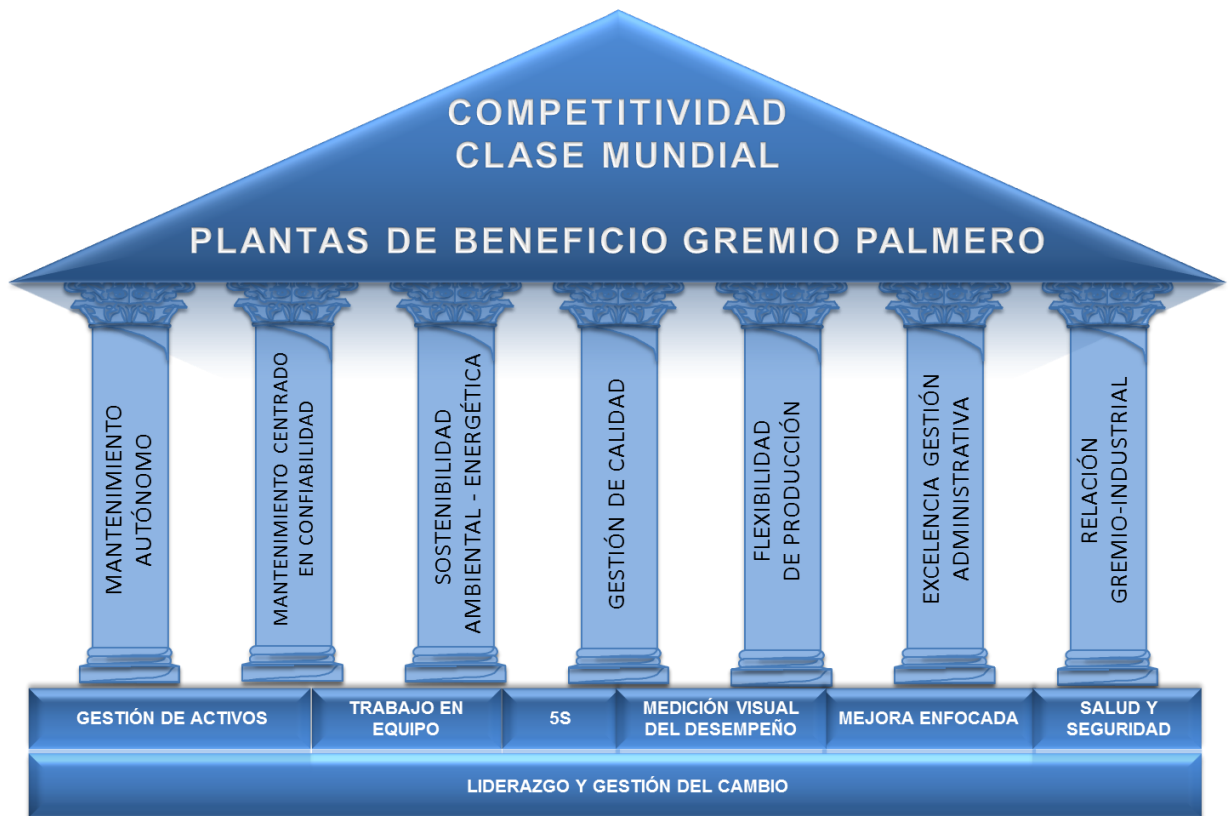 COMPETITIVIDAD
CLASE MUNDIAL
PLANTAS DE BENEFICIO GREMIO PALMERO
MANTENIMIENTO
AUTÓNOMO
MANTENIMIENTO CENTRADO
EN CONFIABILIDAD
SOSTENIBILIDAD
AMBIENTAL - ENERGÉTICA
GESTIÓN DE CALIDAD
FLEXIBILIDAD
DE PRODUCCIÓN
EXCELENCIA GESTIÓN
ADMINISTRATIVA
RELACIÓN
GREMIO-INDUSTRIAL
GESTIÓN DE ACTIVOS
TRABAJO EN
EQUIPO
5S
MEDICIÓN VISUAL
DEL DESEMPEÑO
MEJORA ENFOCADA
SALUD Y
SEGURIDAD
LIDERAZGO Y GESTIÓN DEL CAMBIO